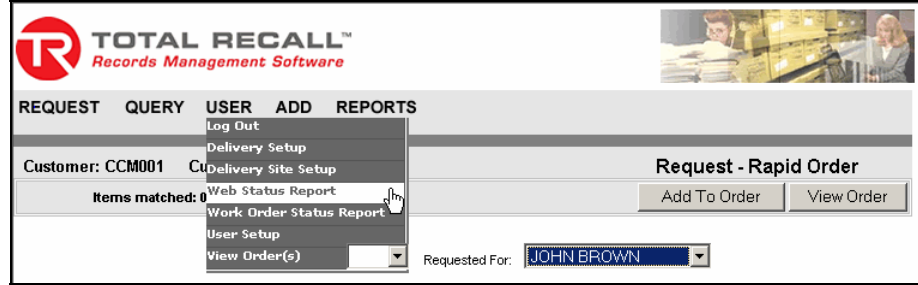 TOTAL RECALL™
Records Management Software
REQUEST QUERY USER ADD REPORTS
Log Out
Delivery Setup
Customer: CCM001 Cu Delivery Site Setup Request - Rapid Order
Items matched: 0 Web Status Report Add To Order View Order
Work Order Status Report
User Setup
View Order(s) Requested For: JOHN BROWN